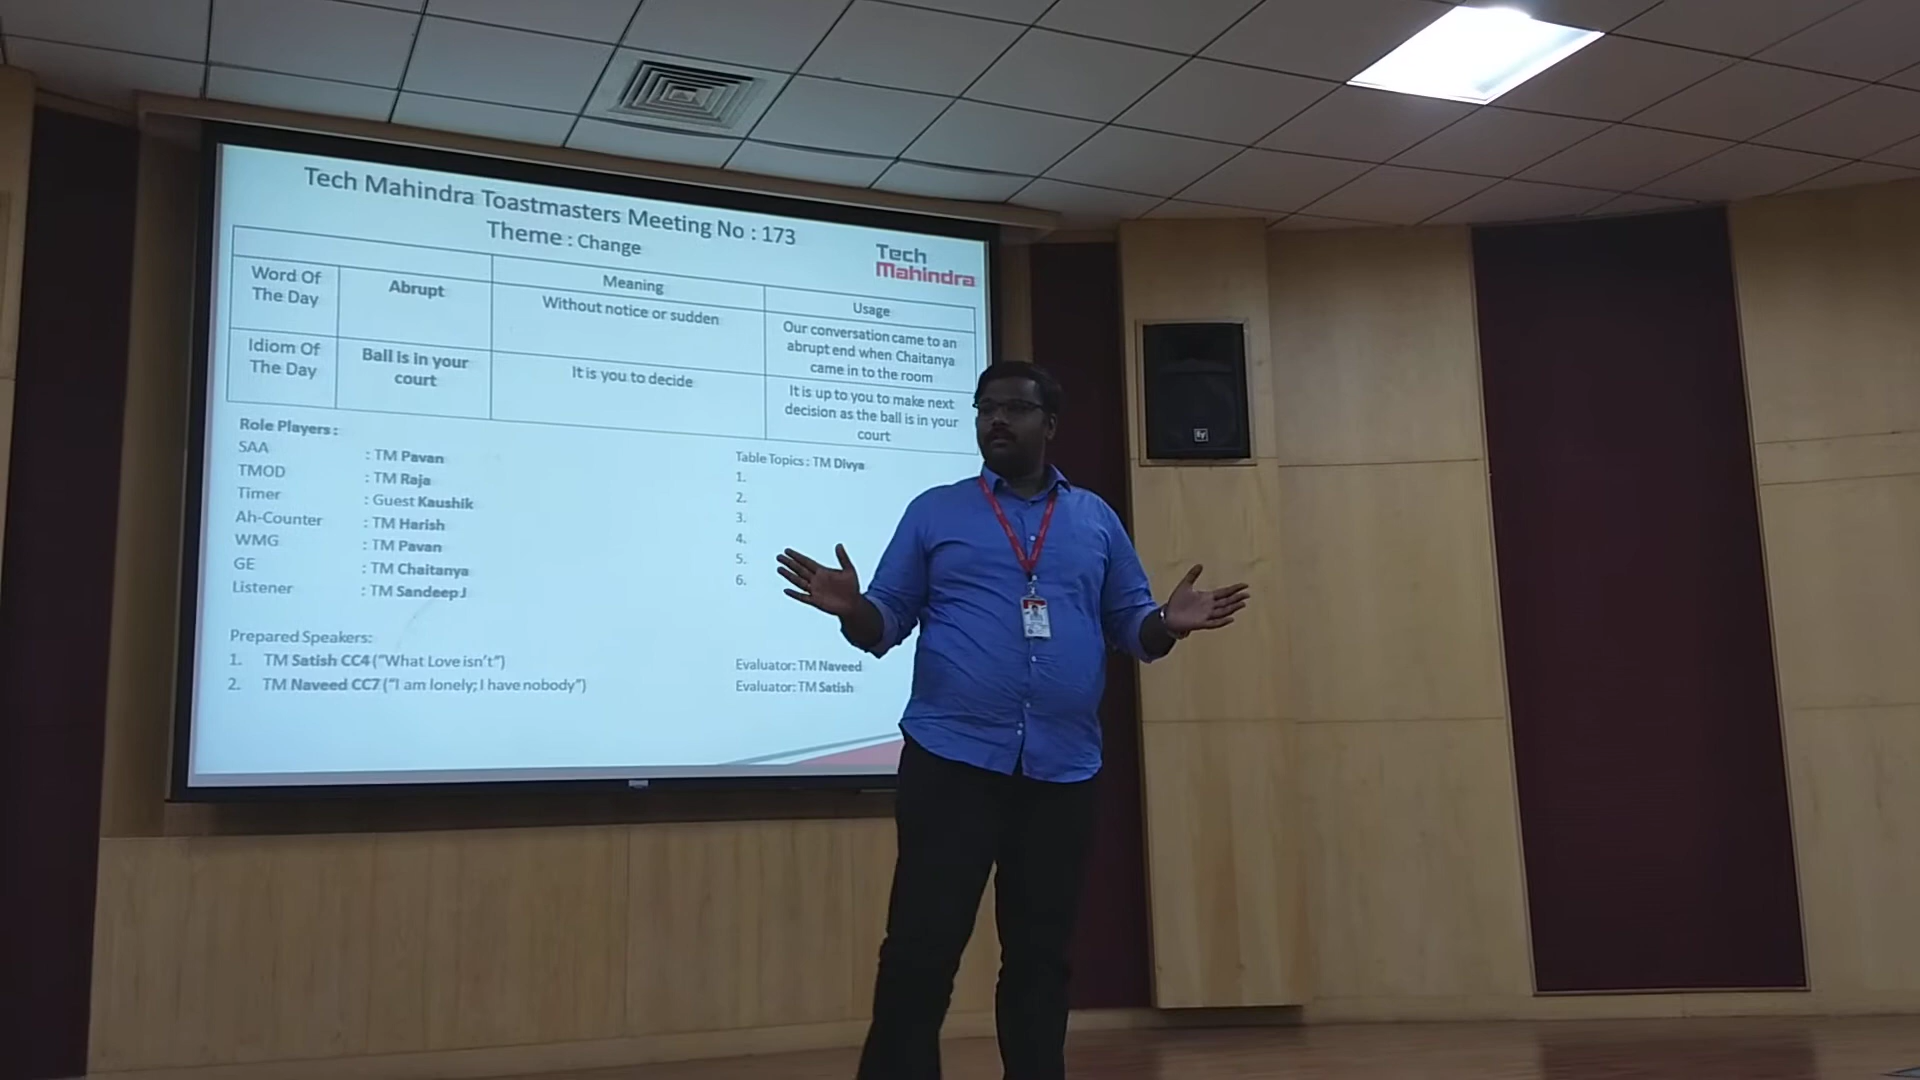 Tech Mahindra Toastmasters Meeting No : 173
Theme : Change
Tech
Mahindra
Meaning
Usage
Word Of
The Day
Abrupt
Without notice or sudden
Our conversation came to an
abrupt end when Chaitanya
came in to the room
Idiom Of
The Day
Ball is in your
court
It is you to decide
It is up to you to make next
decision as the ball is in your
court
Role Players :
SAA : TM Pavan
TMOD : TM Raja
Timer : Guest Kaushik
Ah-Counter : TM Harish
WMG : TM Pavan
GE : TM Chaitanya
Listener : TM Sandeep J
Table Topics : TM Divya
1.
2.
3.
4.
5.
6.
Prepared Speakers:
1. TM Satish CC4 ("What Love isn't") Evaluator: TM Naveed
2. TM Naveed CC7 ("I am lonely; I have nobody") Evaluator: TM Satish
EV